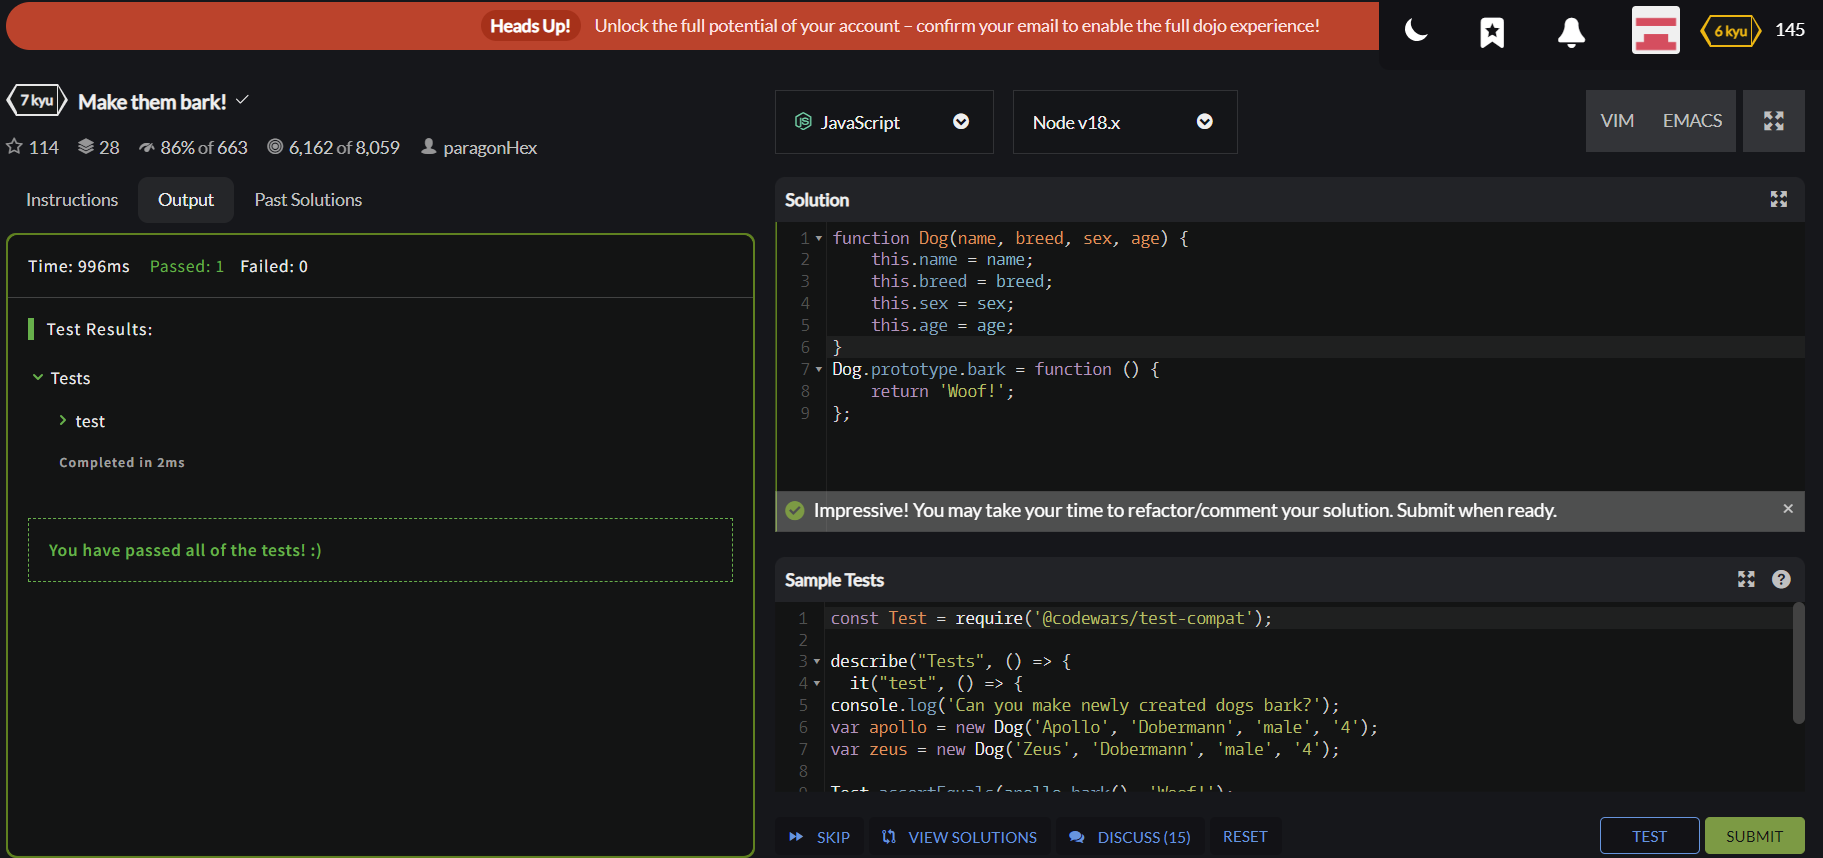 Heads Up! Unlock the full potential of your account – confirm your email to enable the full dojo experience!
6 kyu 145
7 kyu Make them bark!
114 28 86% of 663 6,162 of 8,059 paragonHex
JavaScript Node v18.x VIM EMACS
Instructions Output Past Solutions
Time: 996ms Passed: 1 Failed: 0
Test Results:
Tests
test
Completed in 2ms
You have passed all of the tests! :)
Solution
1 function Dog(name, breed, sex, age) {
2 this.name = name;
3 this.breed = breed;
4 this.sex = sex;
5 this.age = age;
6 }
7 Dog.prototype.bark = function () {
8 return 'Woof!';
9 };
Impressive! You may take your time to refactor/comment your solution. Submit when ready. ×
Sample Tests ?
1 const Test = require('@codewars/test-compat');
2
3 describe("Tests", () => {
4 it("test", () => {
5 console.log('Can you make newly created dogs bark?');
6 var apollo = new Dog('Apollo', 'Dobermann', 'male', '4');
7 var zeus = new Dog('Zeus', 'Dobermann', 'male', '4');
8
9 Test.assertEquals(apollo.bark(), 'Woof!');
SKIP VIEW SOLUTIONS DISCUSS (15) RESET TEST SUBMIT